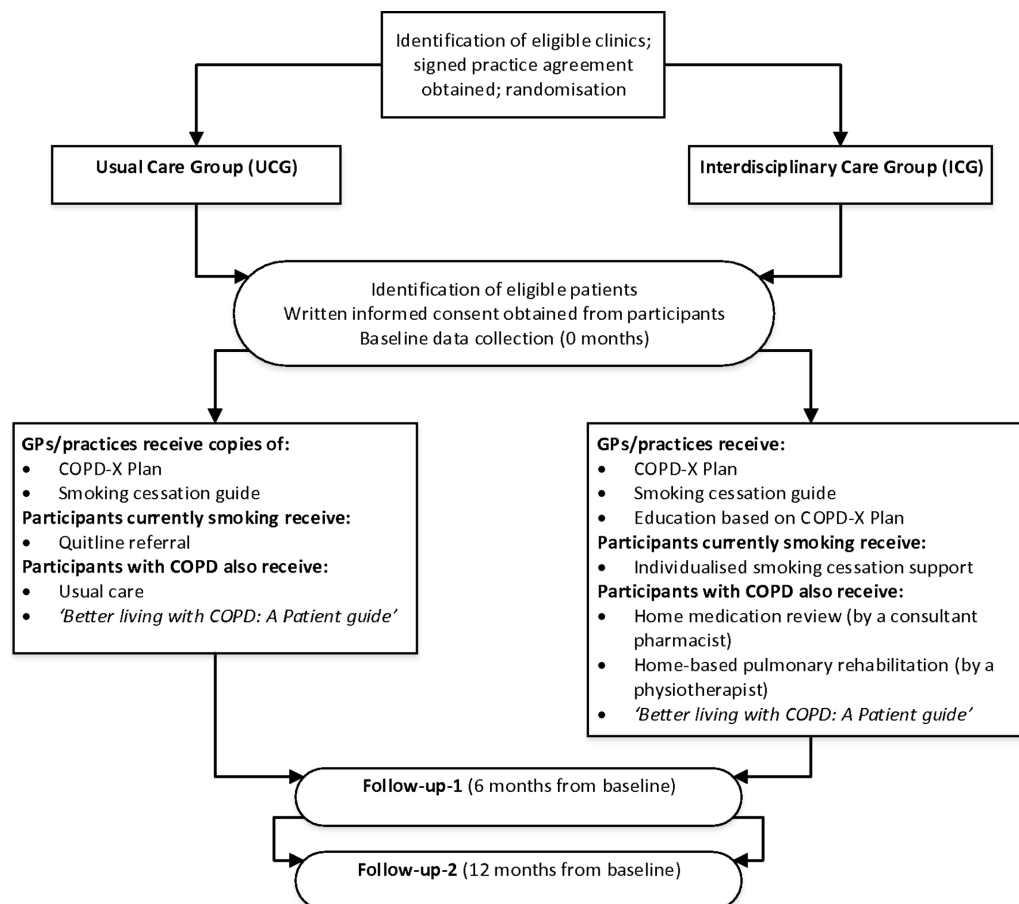 Identification of eligible clinics;
signed practice agreement
obtained; randomisation
Usual Care Group (UCG)
Interdisciplinary Care Group (ICG)
Identification of eligible patients
Written informed consent obtained from participants
Baseline data collection (0 months)
GPs/practices receive copies of:
• COPD-X Plan
• Smoking cessation guide
Participants currently smoking receive:
• Quitline referral
Participants with COPD also receive:
• Usual care
• ‘Better living with COPD: A Patient guide’
GPs/practices receive:
• COPD-X Plan
• Smoking cessation guide
• Education based on COPD-X Plan
Participants currently smoking receive:
• Individualised smoking cessation support
Participants with COPD also receive:
• Home medication review (by a consultant
pharmacist)
• Home-based pulmonary rehabilitation (by a
physiotherapist)
• ‘Better living with COPD: A Patient guide’
Follow-up-1 (6 months from baseline)
Follow-up-2 (12 months from baseline)